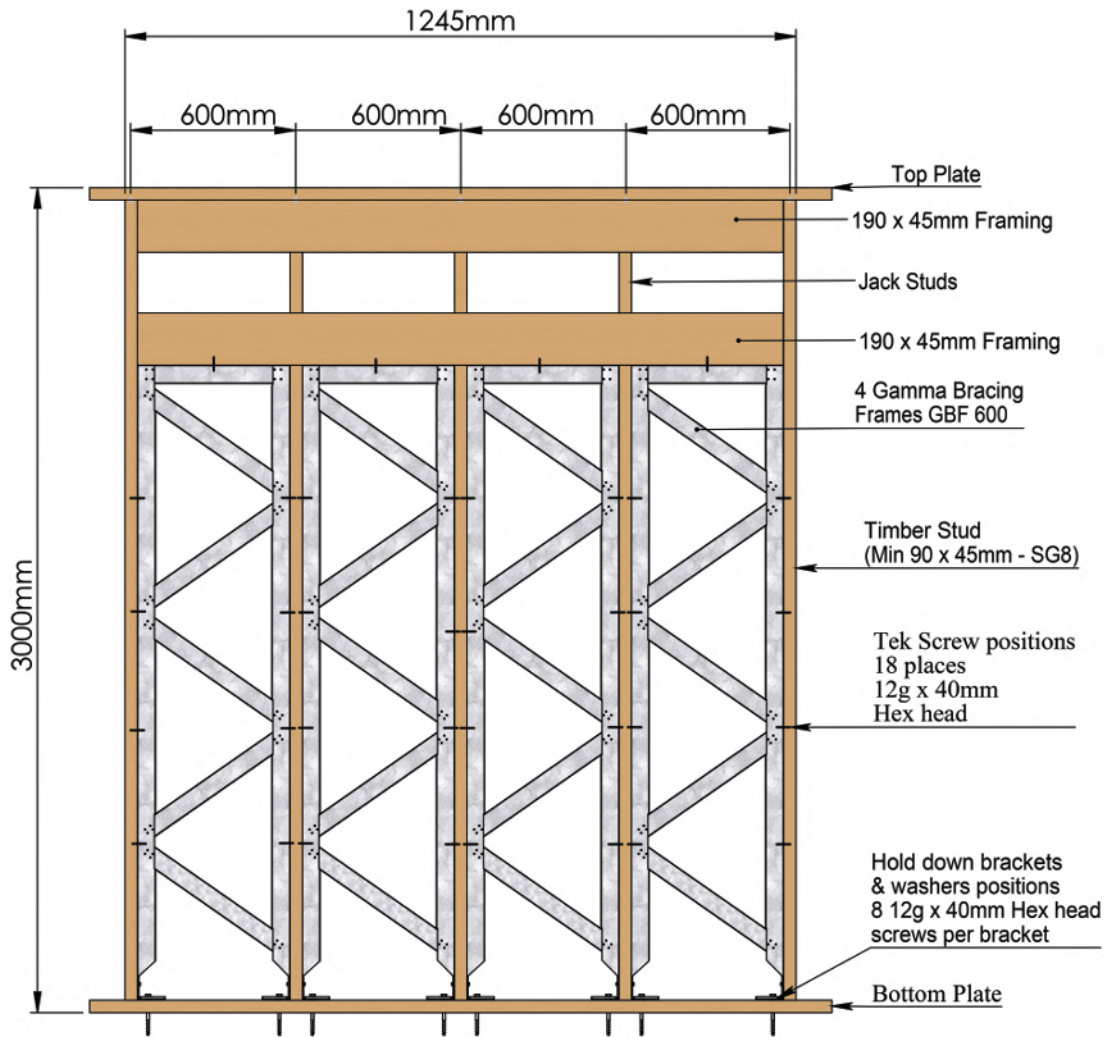 1245mm
600mm
600mm
600mm
600mm
Top Plate
190 x 45mm Framing
Jack Studs
190 x 45mm Framing
4 Gamma Bracing
Frames GBF 600
Timber Stud
(Min 90 x 45mm - SG8)
3000mm
Tek Screw positions
18 places
12g x 40mm
Hex head
Hold down brackets
& washers positions
8 12g x 40mm Hex head
screws per bracket
Bottom Plate